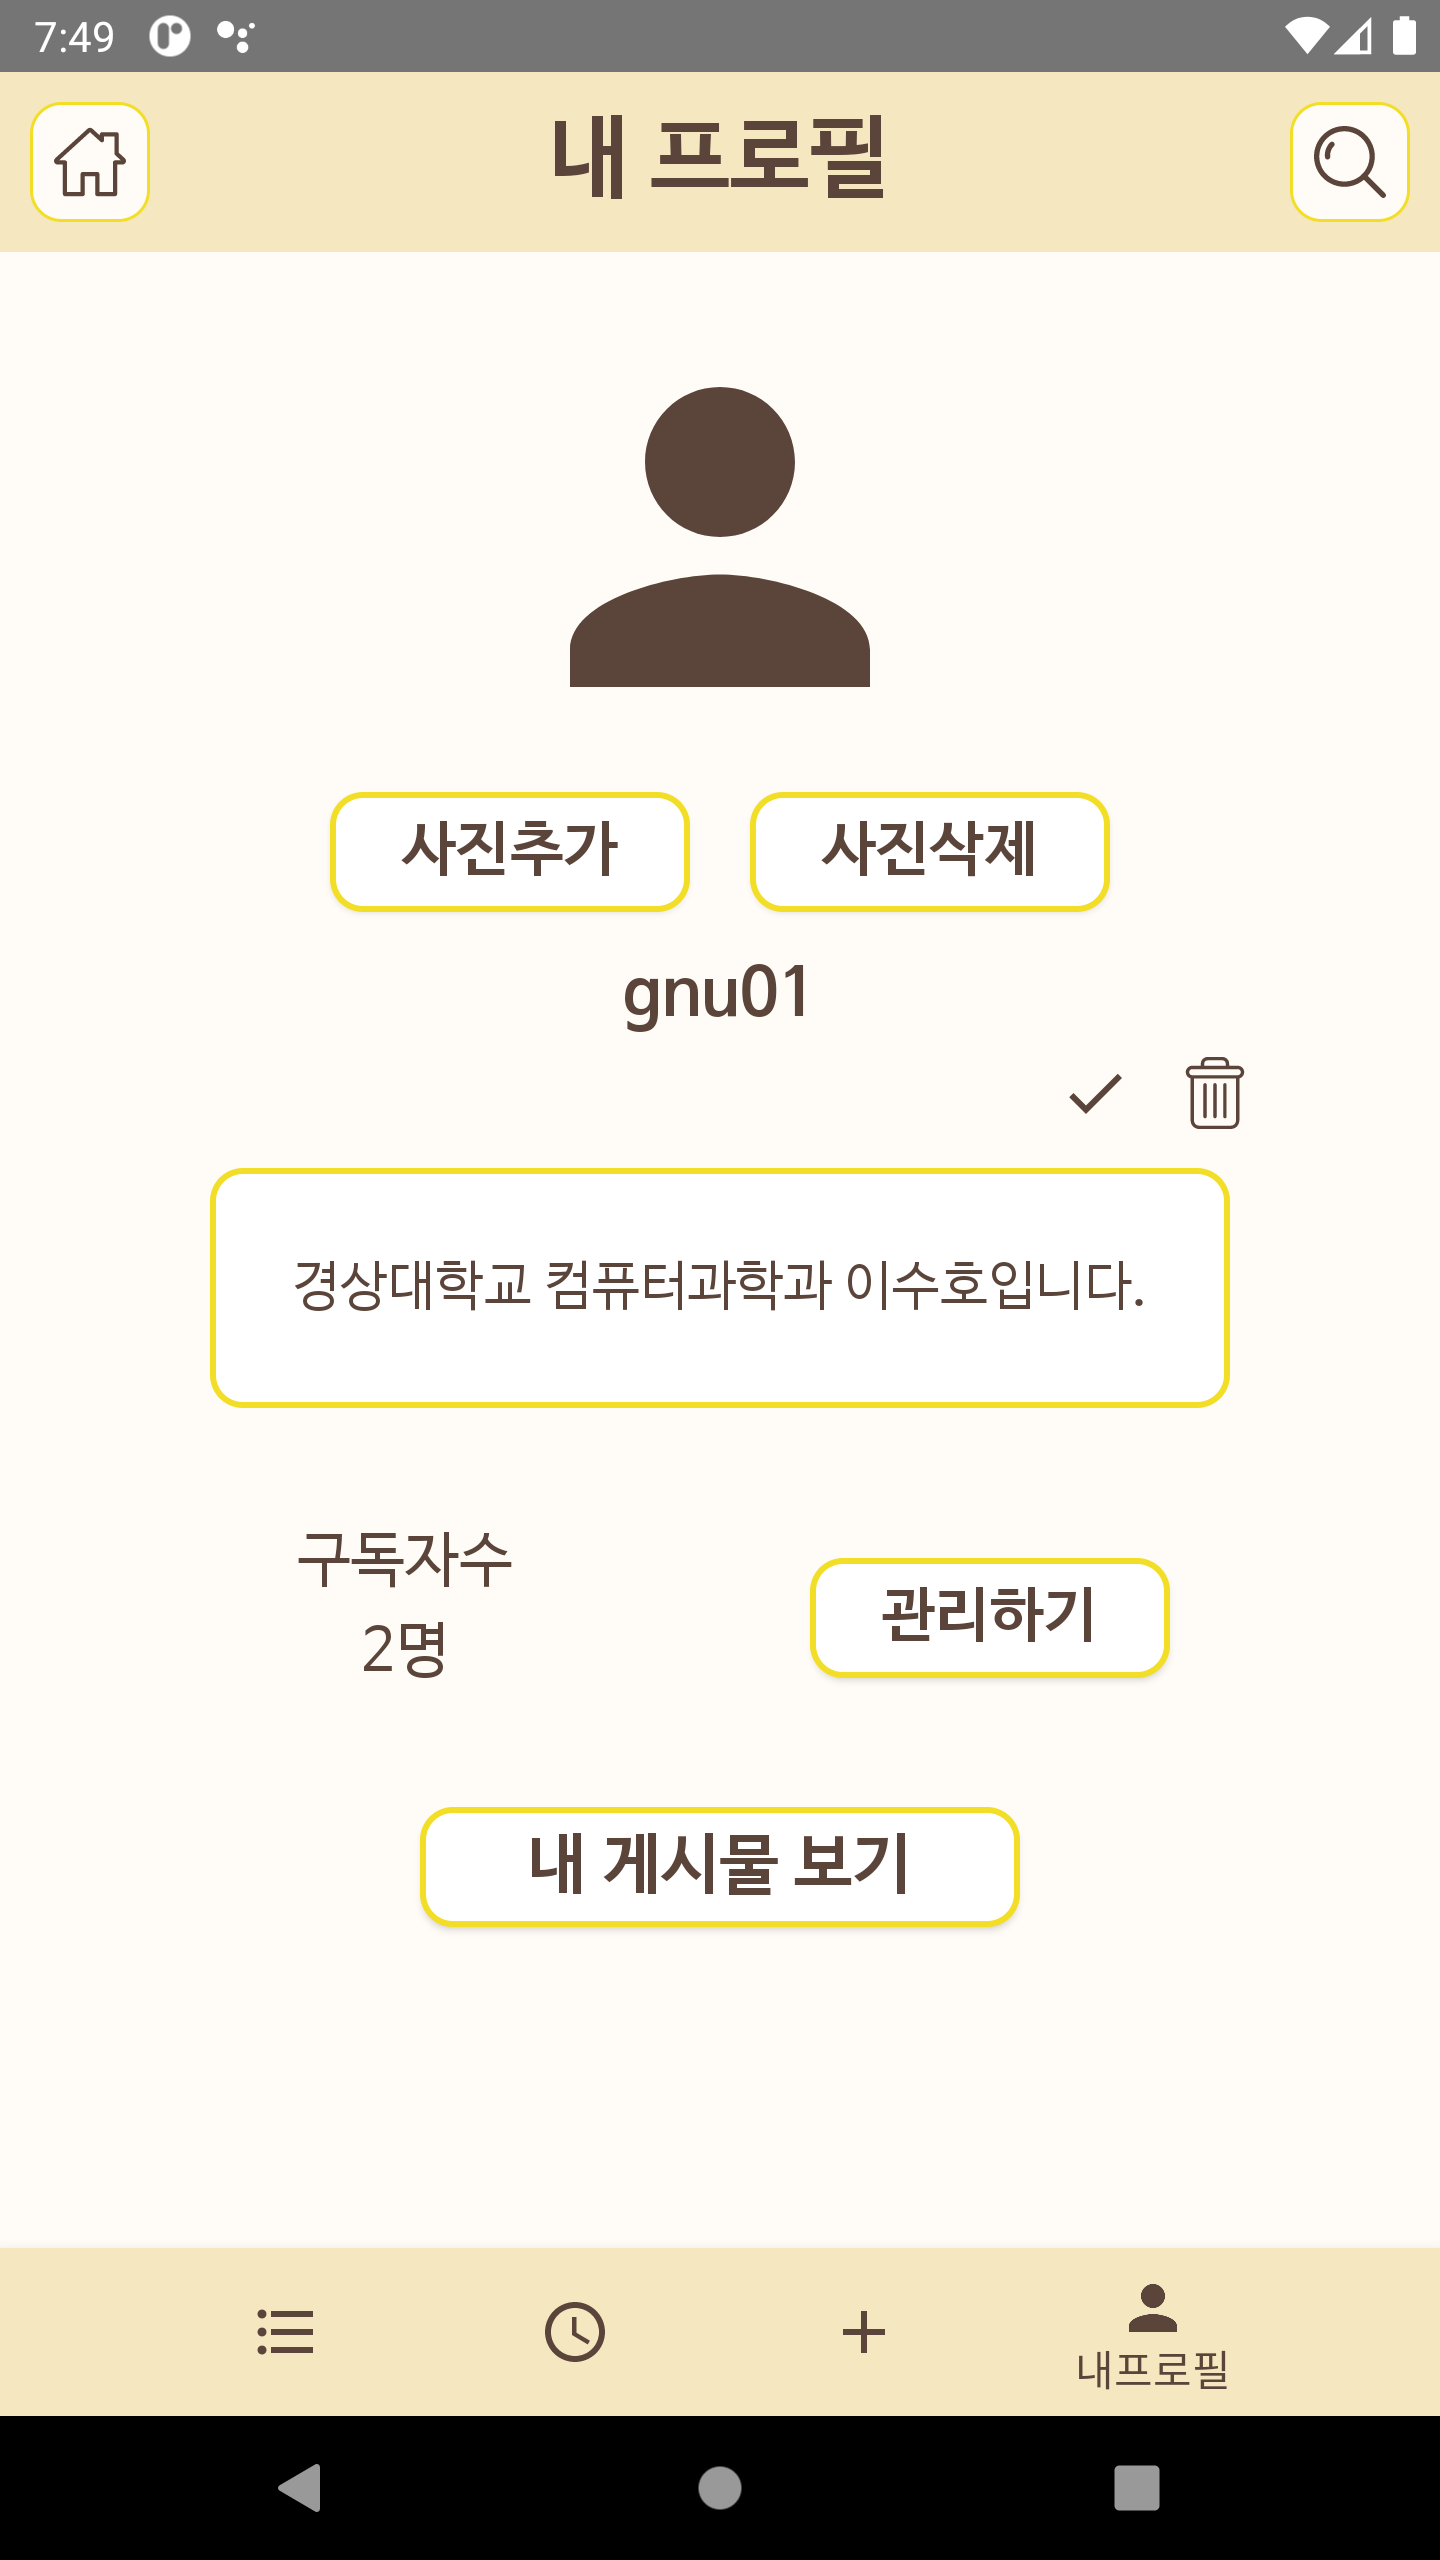 7:49
내 프로필
사진추가
사진삭제
gnu01
경상대학교 컴퓨터과학과 이수호입니다.
구독자수
2명
관리하기
내 게시물 보기
내프로필